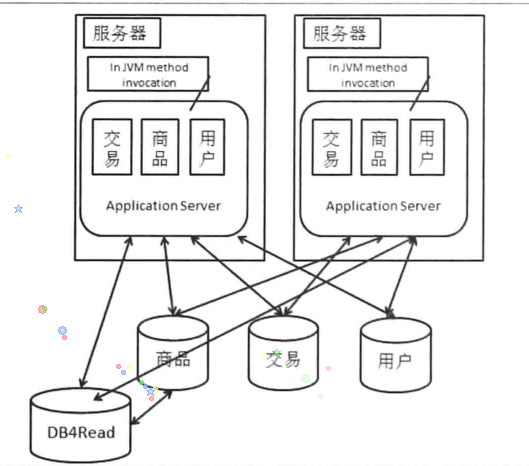 服务器
服务器
In JVM method
invocation
In JVM method
invocation
交易
商品
用户
交易
商品
用户
Application Server
Application Server
商品
交易
用户
DB4Read